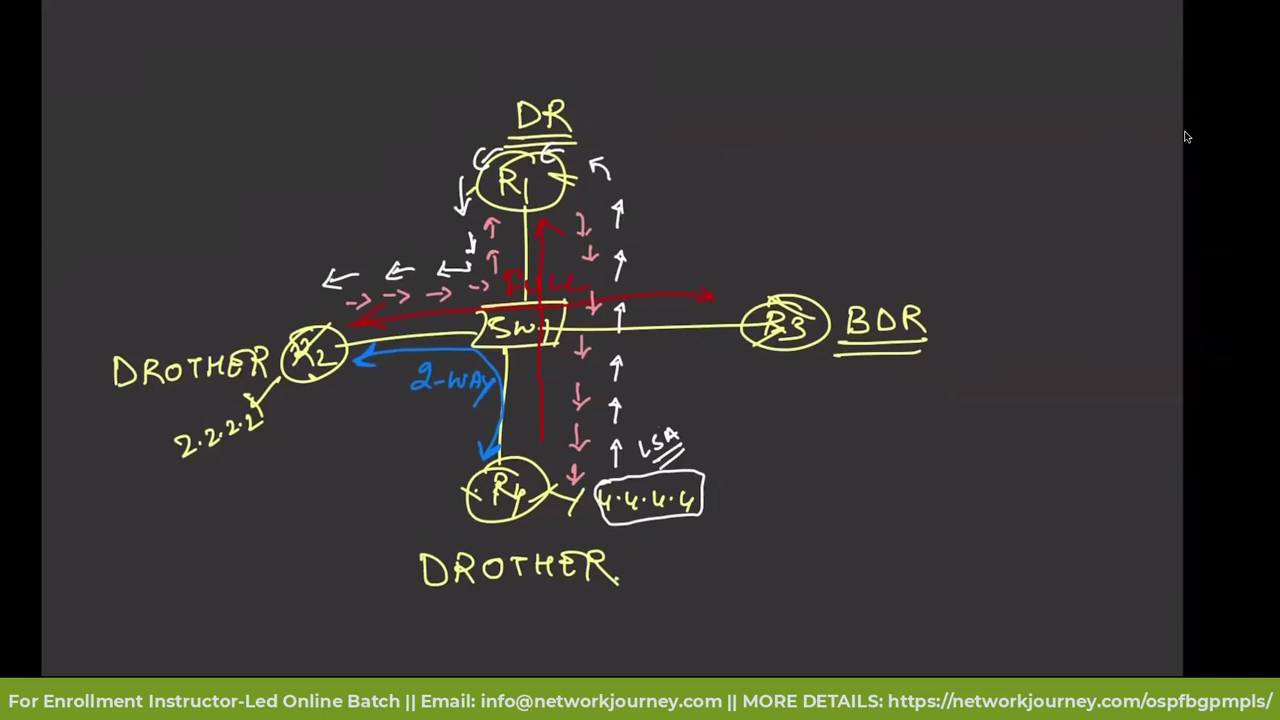 DR
R1
FULL
SW1
R3
BDR
DROTHER
R2
2-WAY
2.2.2.2
LSA
R4
4.4.4.4
DROTHER
For Enrollment Instructor-Led Online Batch || Email: info@networkjourney.com || MORE DETAILS: https://networkjourney.com/ospfbgpmpls/